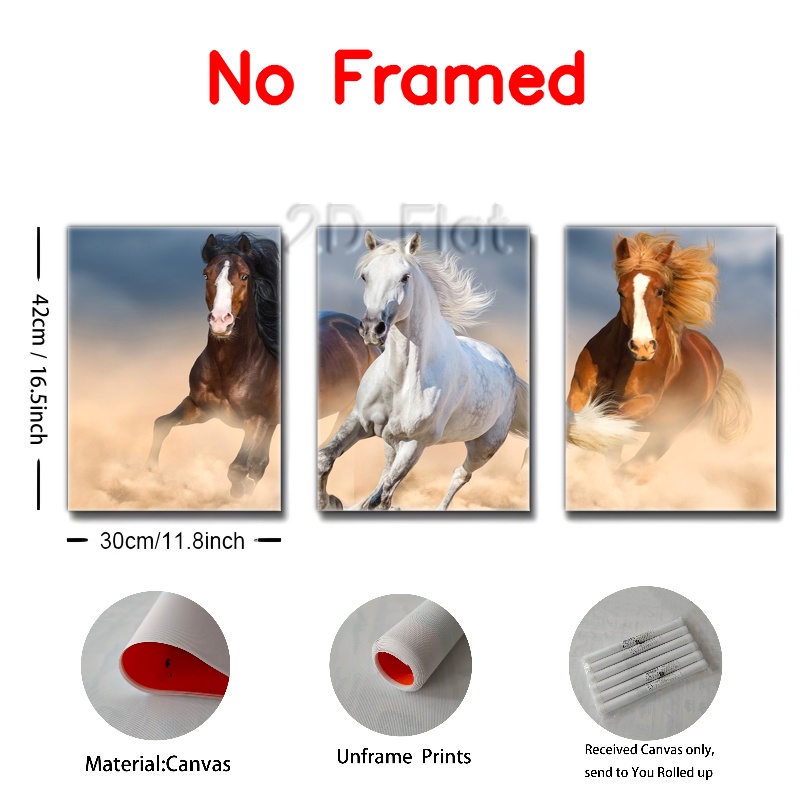 No Framed
2D Flat
42cm / 16.5inch
30cm/11.8inch
Material:Canvas
Unframe Prints
Received Canvas only,
send to You Rolled up